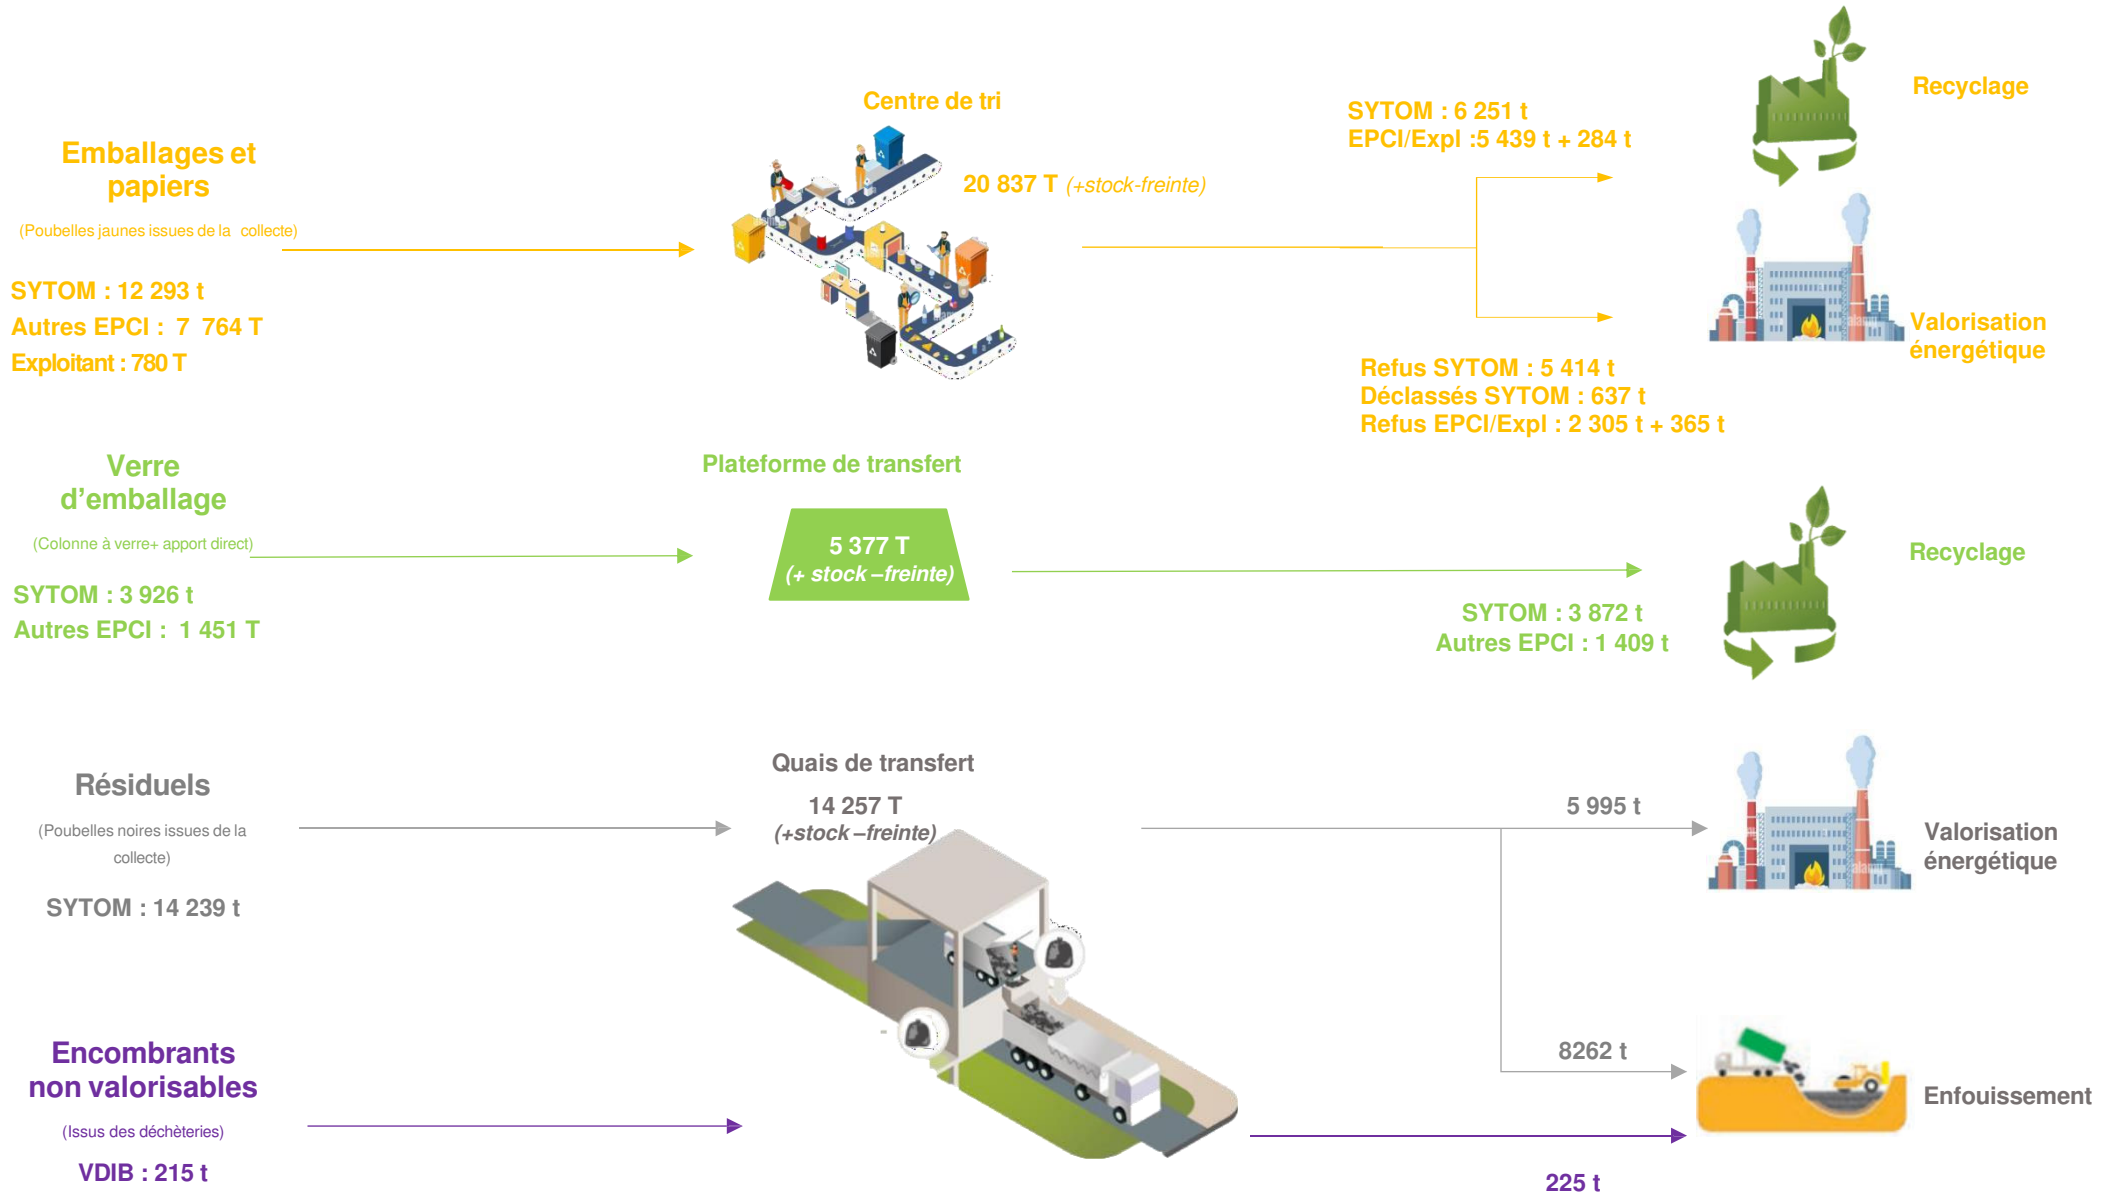 Emballages et
papiers
(Poubelles jaunes issues de la collecte)
SYTOM : 12 293 t
Autres EPCI : 7 764 T
Exploitant : 780 T
Centre de tri
20 837 T (+stock-freinte)
SYTOM : 6 251 t
EPCI/Expl :5 439 t + 284 t
Recyclage
Valorisation
énergétique
Refus SYTOM : 5 414 t
Déclassés SYTOM : 637 t
Refus EPCI/Expl : 2 305 t + 365 t
Verre
d’emballage
(Colonne à verre+ apport direct)
SYTOM : 3 926 t
Autres EPCI : 1 451 T
Plateforme de transfert
5 377 T
(+ stock –freinte)
Recyclage
SYTOM : 3 872 t
Autres EPCI : 1 409 t
Résiduels
(Poubelles noires issues de la
collecte)
SYTOM : 14 239 t
Quais de transfert
14 257 T
(+stock –freinte)
5 995 t
Valorisation
énergétique
8262 t
Enfouissement
Encombrants
non valorisables
(Issus des déchèteries)
VDIB : 215 t
225 t